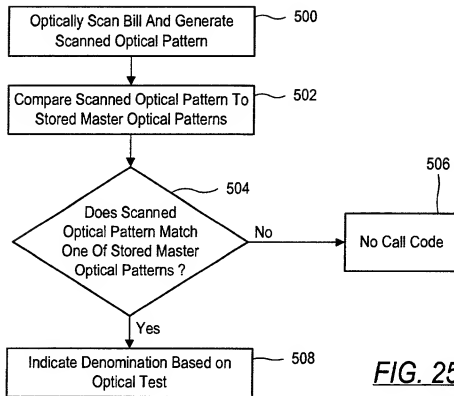 Optically Scan Bill And Generate
Scanned Optical Pattern
500
Compare Scanned Optical Pattern To
Stored Master Optical Patterns
502
504
Does Scanned
Optical Pattern Match
One Of Stored Master
Optical Patterns ?
No
506
No Call Code
Yes
Indicate Denomination Based on
Optical Test
508
FIG. 25